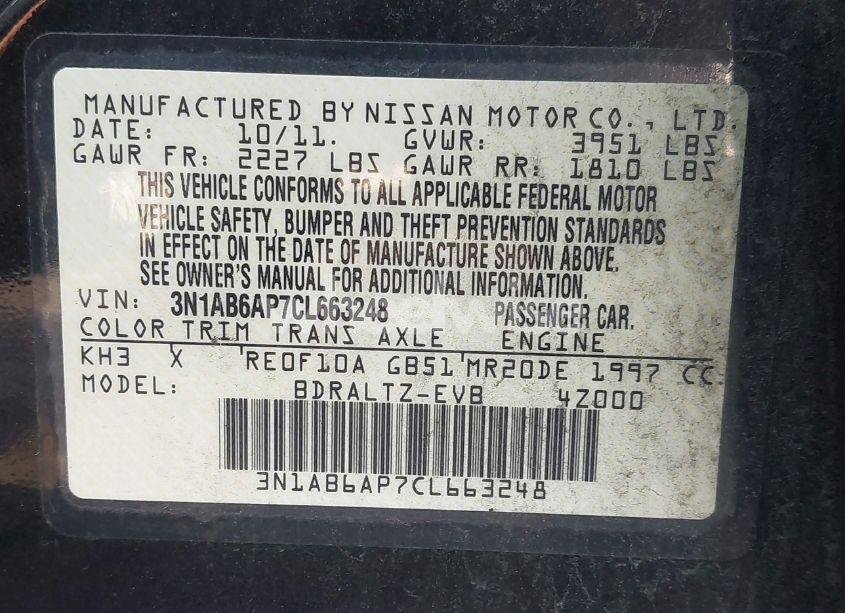 MANUFACTURED BY NISSAN MOTOR CO., LTD.
DATE: 10/11. GVWR: 3951 LBS
GAWR FR: 2227 LBS GAWR RR: 1810 LBS
THIS VEHICLE CONFORMS TO ALL APPLICABLE FEDERAL MOTOR
VEHICLE SAFETY, BUMPER AND THEFT PREVENTION STANDARDS
IN EFFECT ON THE DATE OF MANUFACTURE SHOWN ABOVE.
SEE OWNER'S MANUAL FOR ADDITIONAL INFORMATION.
VIN: 3N1AB6AP7CL663248 PASSENGER CAR.
COLOR TRIM TRANS AXLE ENGINE
KH3 X RE0F10A GB51 MR20DE 1997 CC
MODEL: BDRALTZ-EVB 4Z000
3N1AB6AP7CL663248